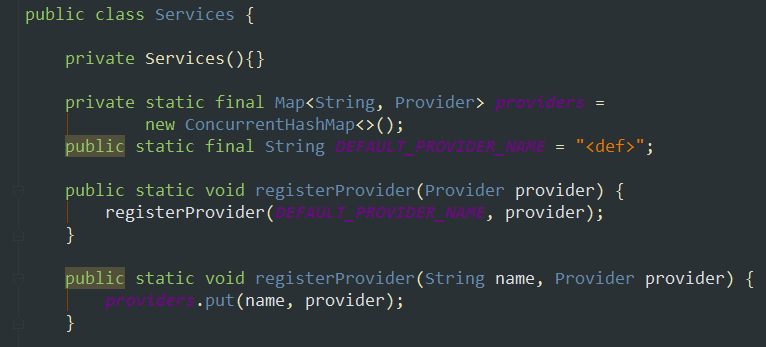 public class Services {
private Services(){}
private static final Map<String, Provider> providers =
new ConcurrentHashMap<>();
public static final String DEFAULT_PROVIDER_NAME = "<def>";
public static void registerProvider(Provider provider) {
registerProvider(DEFAULT_PROVIDER_NAME, provider);
}
public static void registerProvider(String name, Provider provider) {
providers.put(name, provider);
}